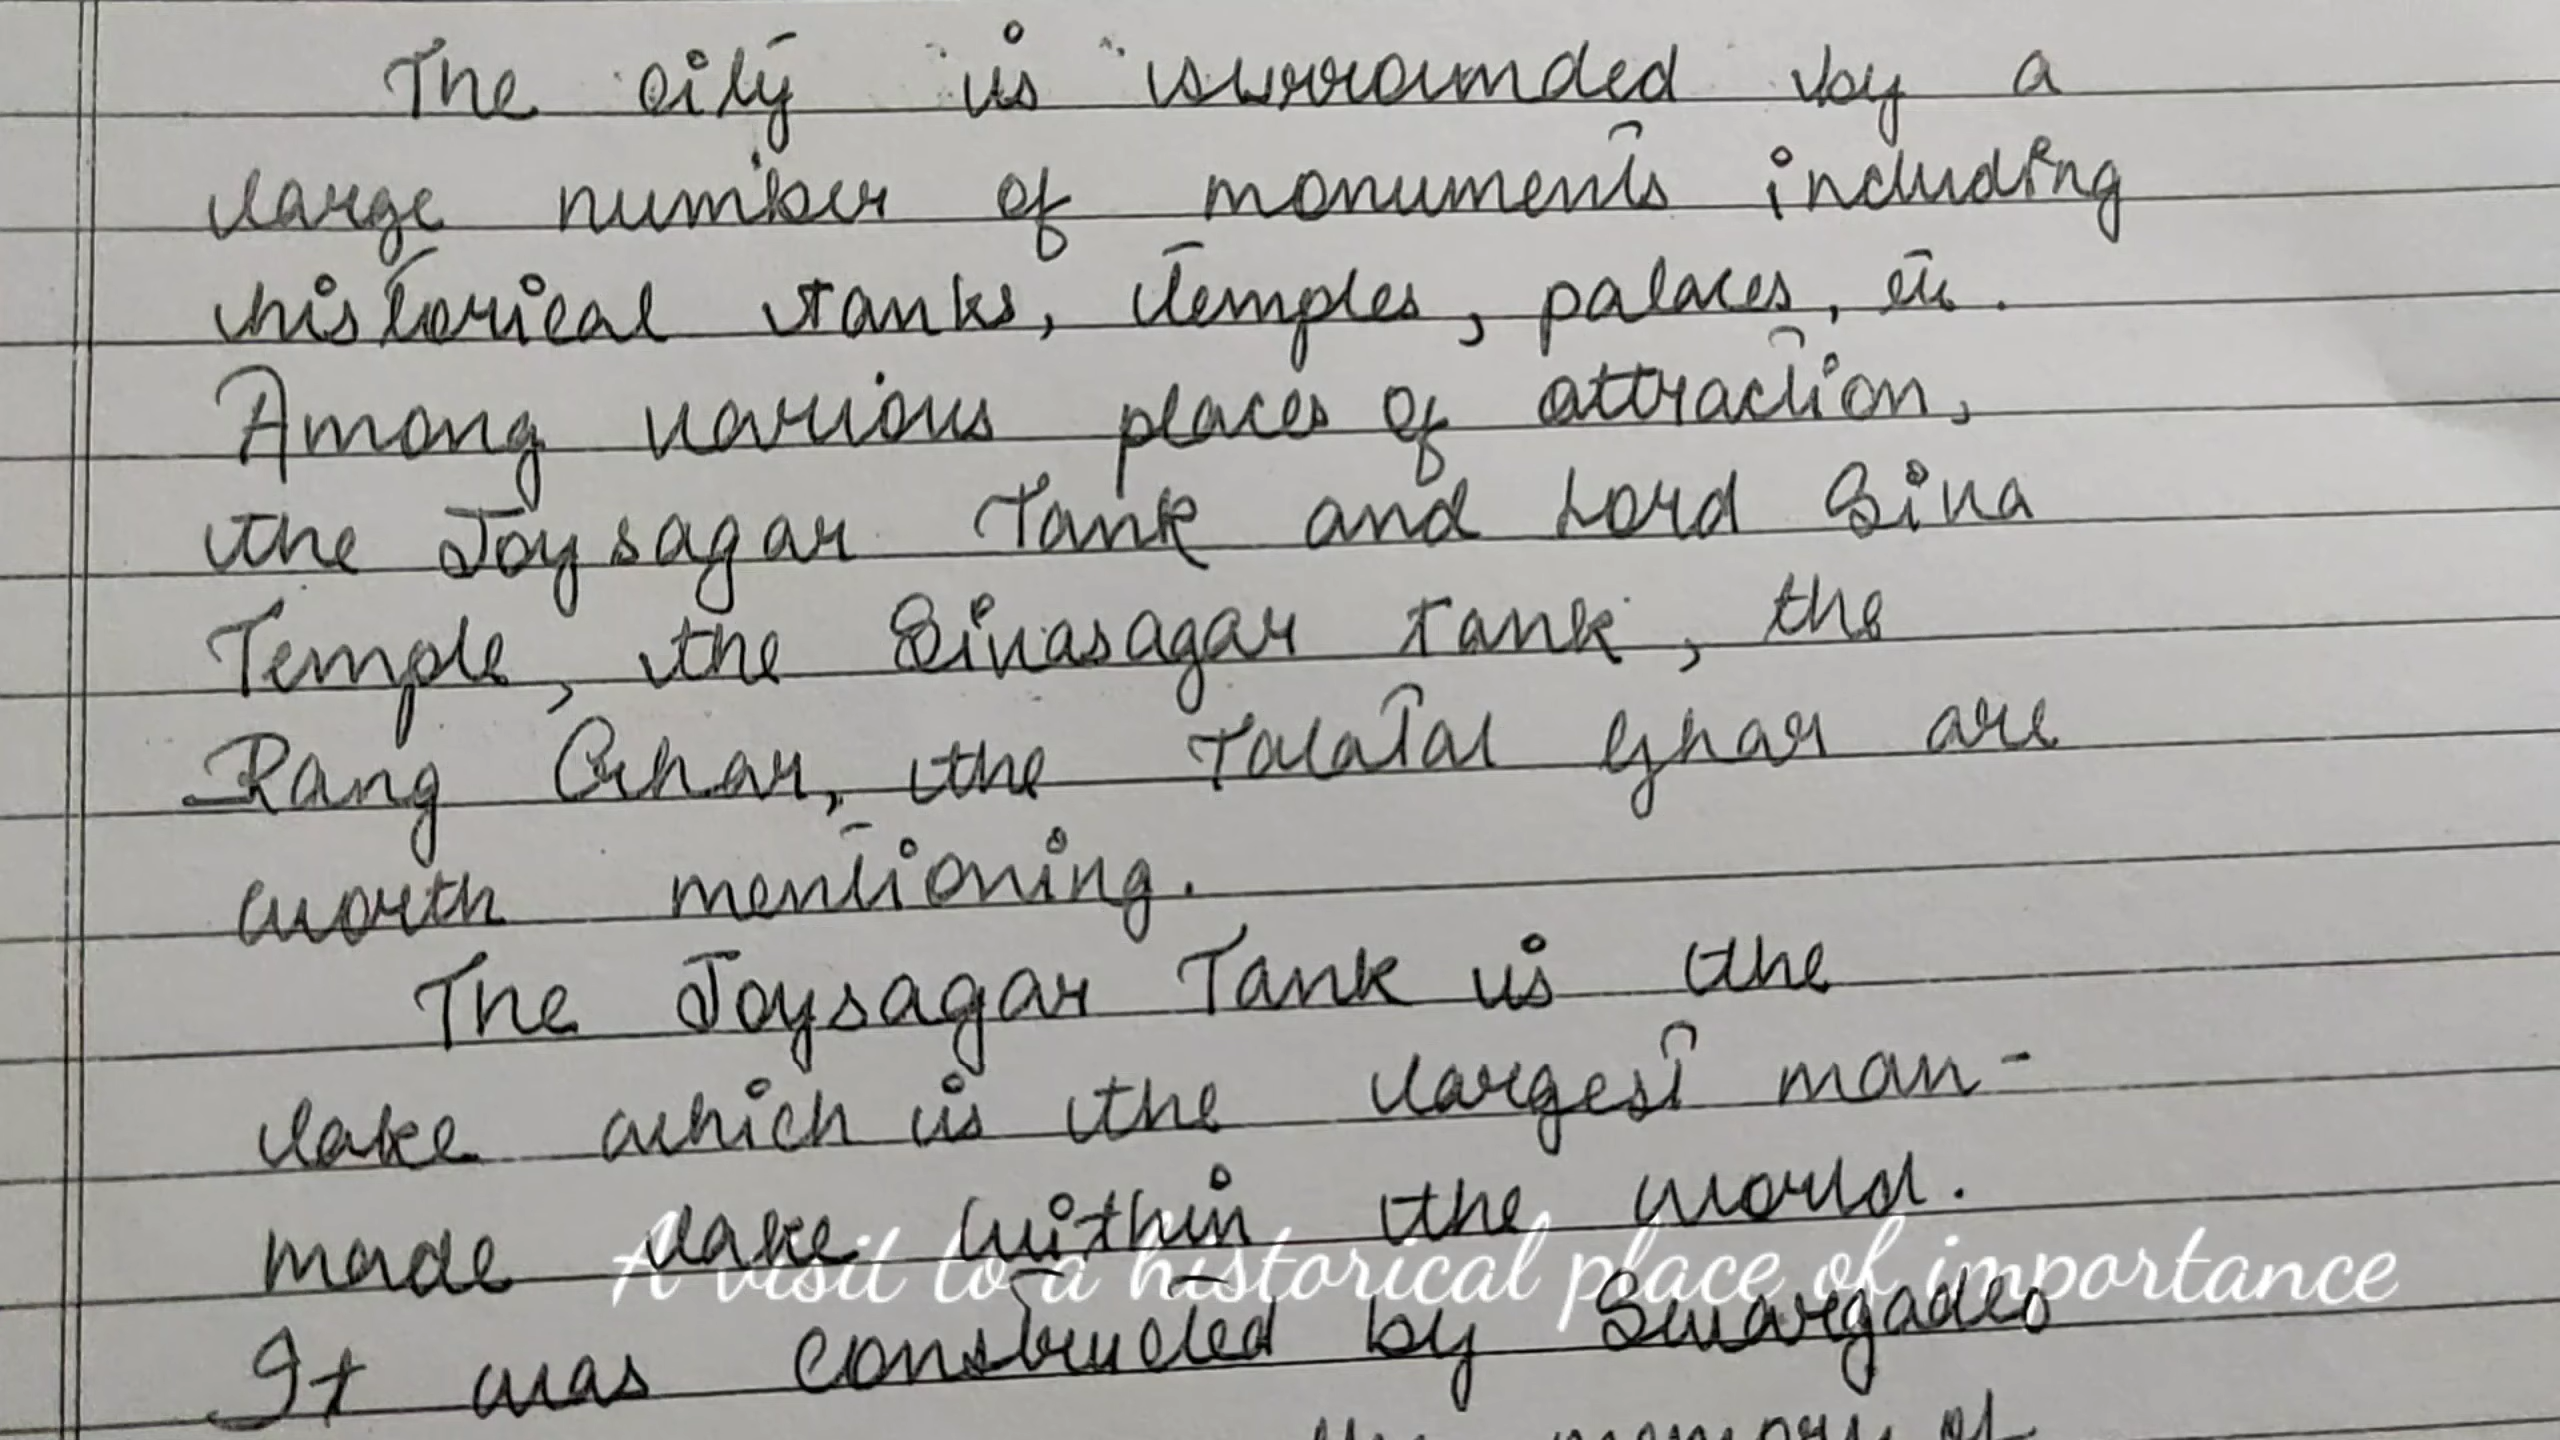 The city is surrounded by a
large number of monuments including
historical tanks, temples, palaces, etc.
Among various places of attraction,
the Joysagar Tank and Lord Siva
Temple, the Sivasagar tank, the
Rang Ghar, the Talatal Ghar are
worth mentioning.
The Joysagar Tank is the
lake which is the largest man-
made lake within the world.
A visit to a historical place of importance
It was constructed by Swargadeo
memory of